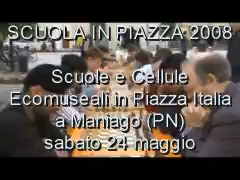 SCUOLA IN PIAZZA 2008
Scuole e Cellule
Ecomuseali in Piazza Italia
a Maniago (PN)
sabato 24 maggio